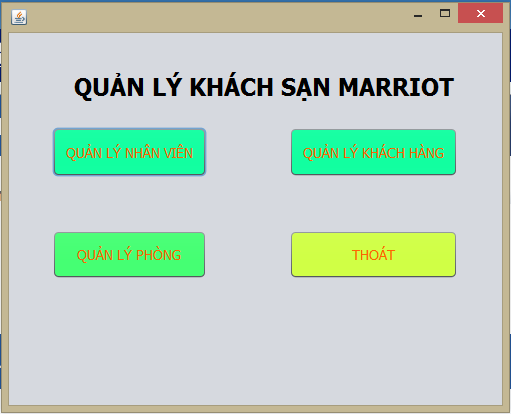 QUẢN LÝ KHÁCH SẠN MARRIOT
QUẢN LÝ NHÂN VIÊN
QUẢN LÝ KHÁCH HÀNG
QUẢN LÝ PHÒNG
THOÁT